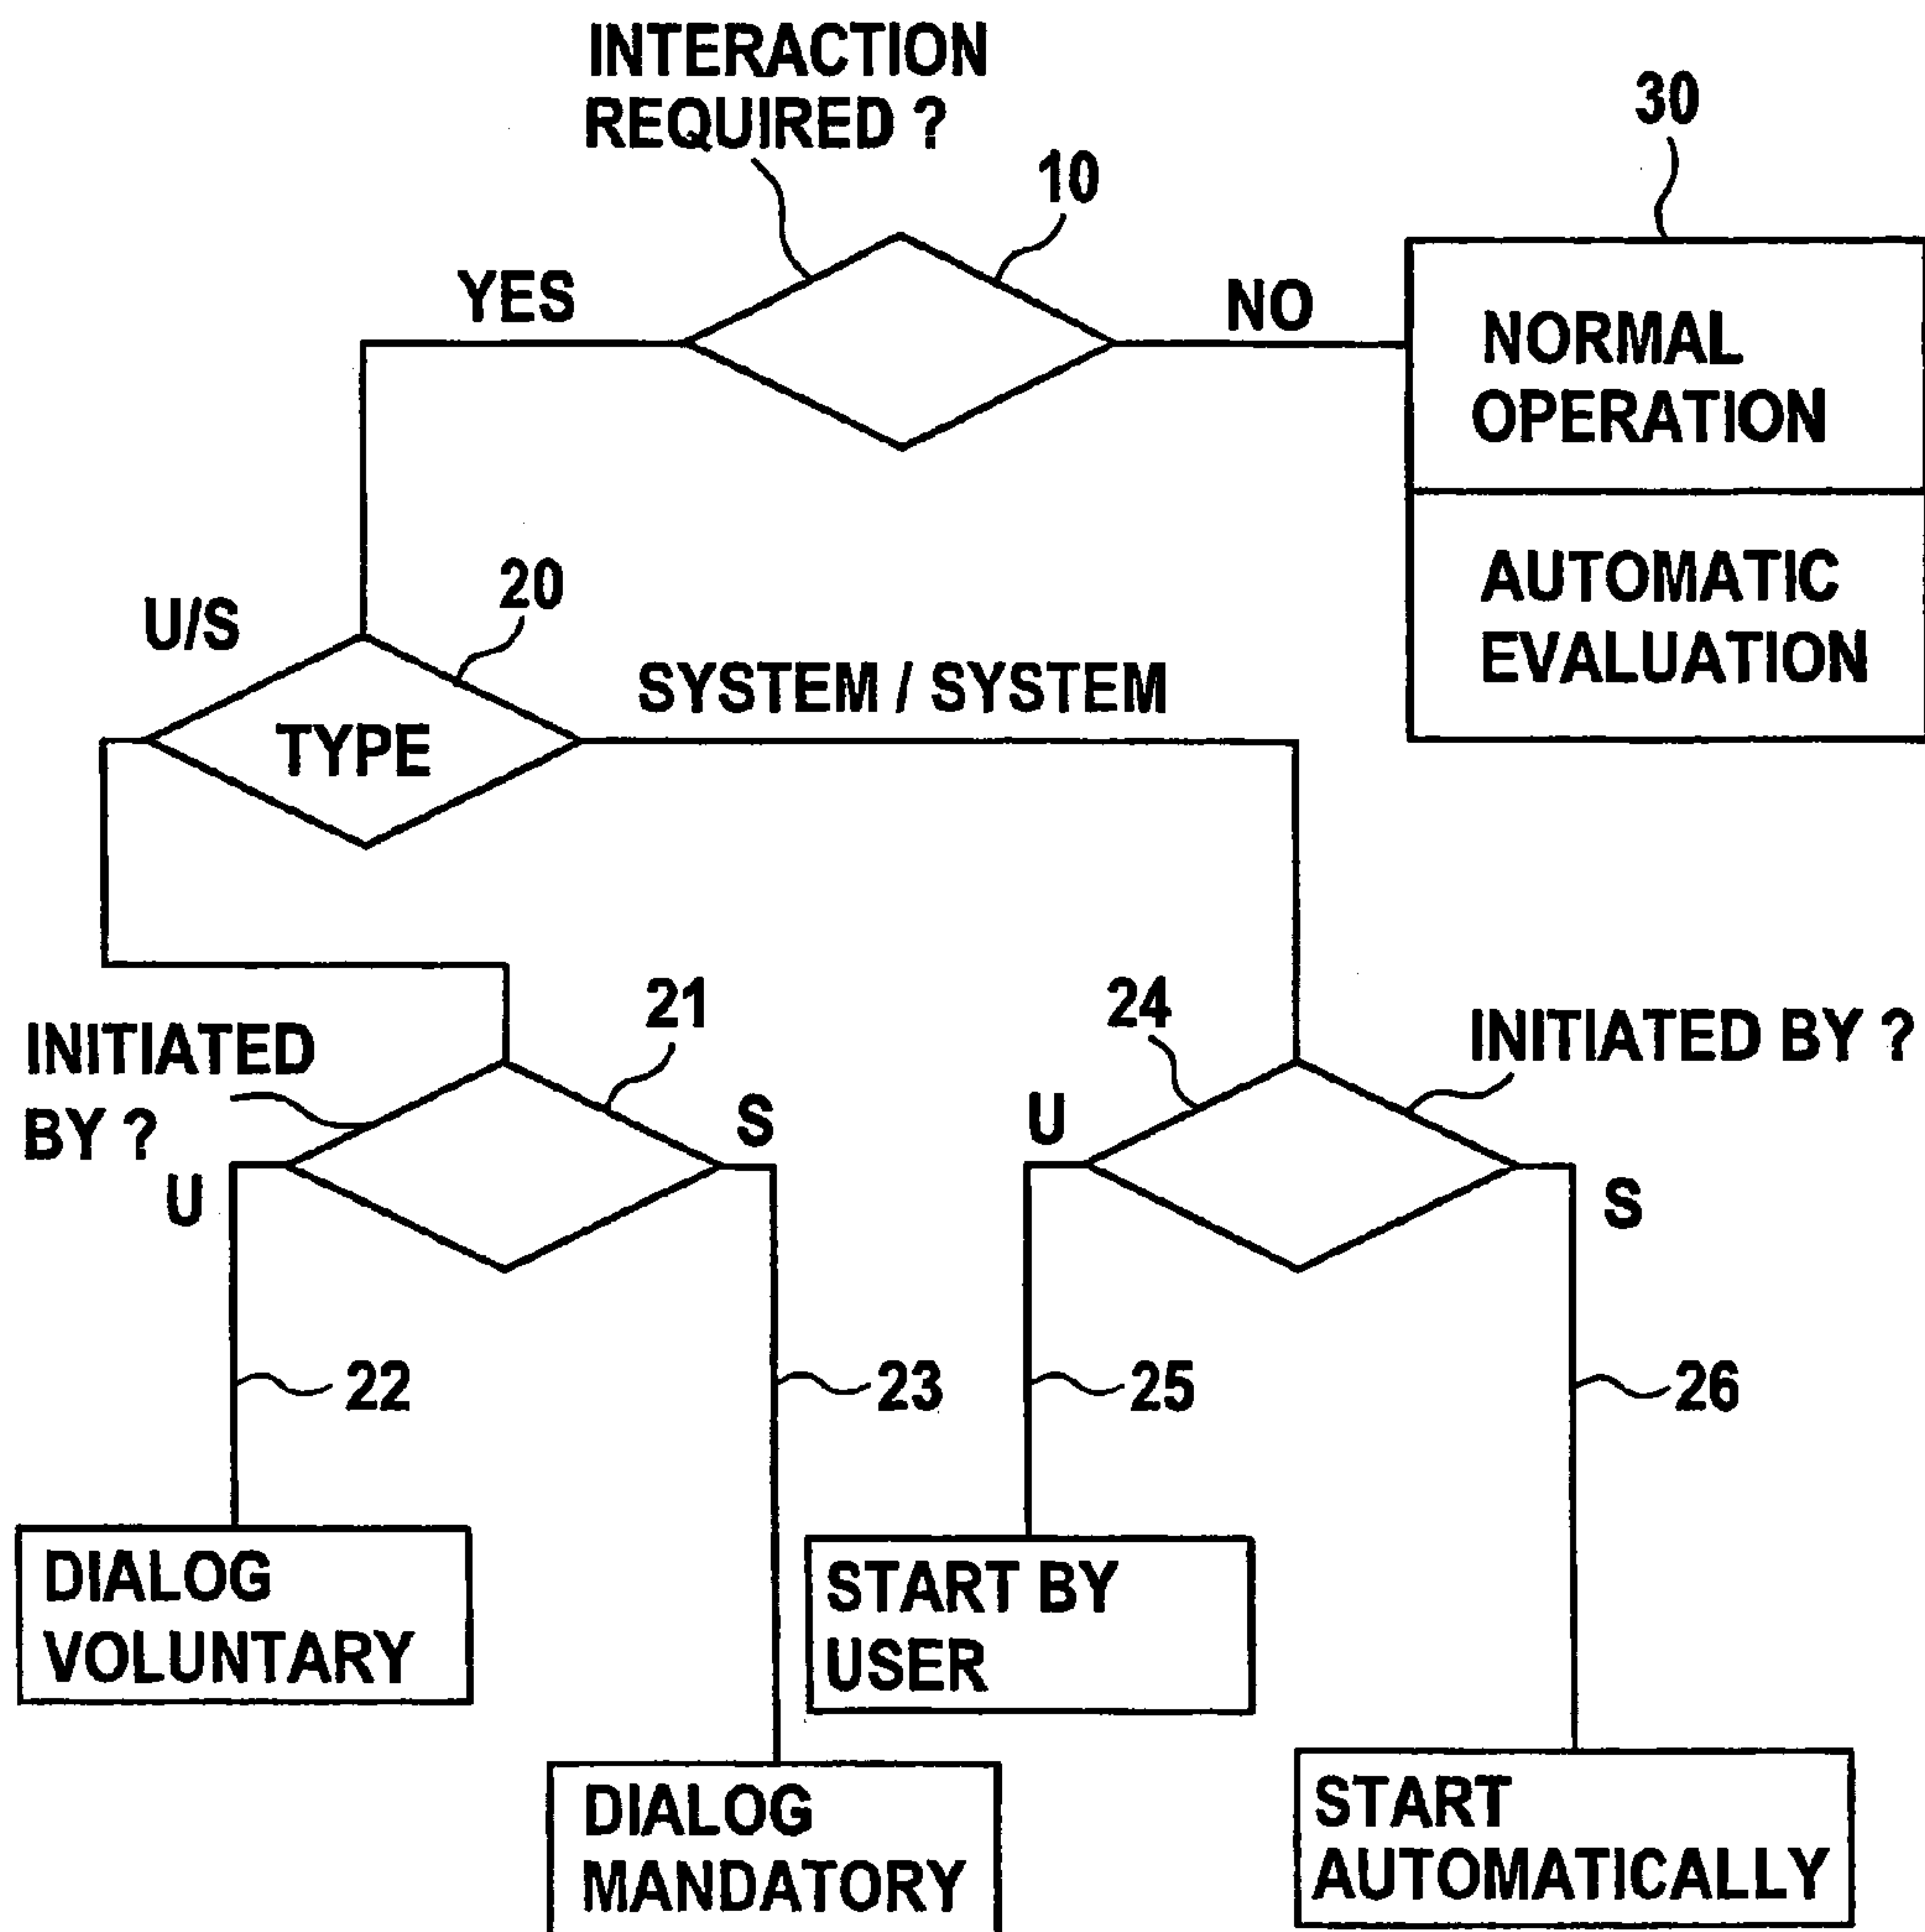 INTERACTION
REQUIRED ?
10
30
YES
NO
NORMAL
OPERATION
AUTOMATIC
EVALUATION
U/S
20
TYPE
SYSTEM / SYSTEM
INITIATED
BY ?
21
U
S
24
INITIATED BY ?
U
S
22
23
25
26
DIALOG
VOLUNTARY
DIALOG
MANDATORY
START BY
USER
START
AUTOMATICALLY